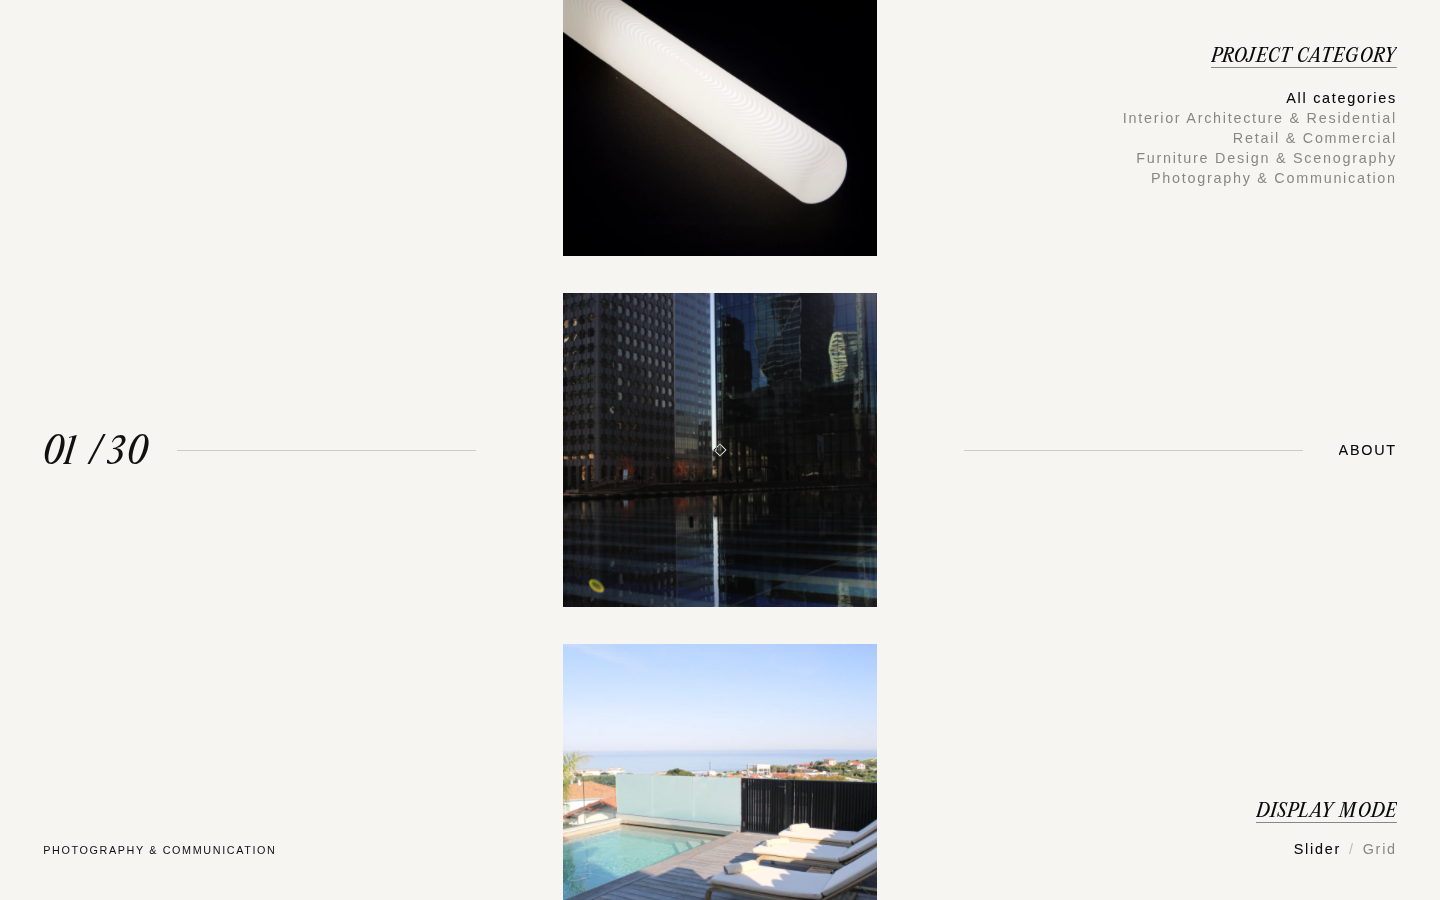 PROJECT CATEGORY
All categories
Interior Architecture & Residential
Retail & Commercial
Furniture Design & Scenography
Photography & Communication
01 / 30
ABOUT
DISPLAY MODE
Slider / Grid
PHOTOGRAPHY & COMMUNICATION